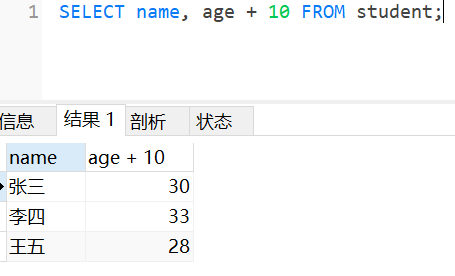 1 SELECT name, age + 10 FROM student;
信息 结果 1 剖析 状态
name age + 10
张三 30
李四 33
王五 28